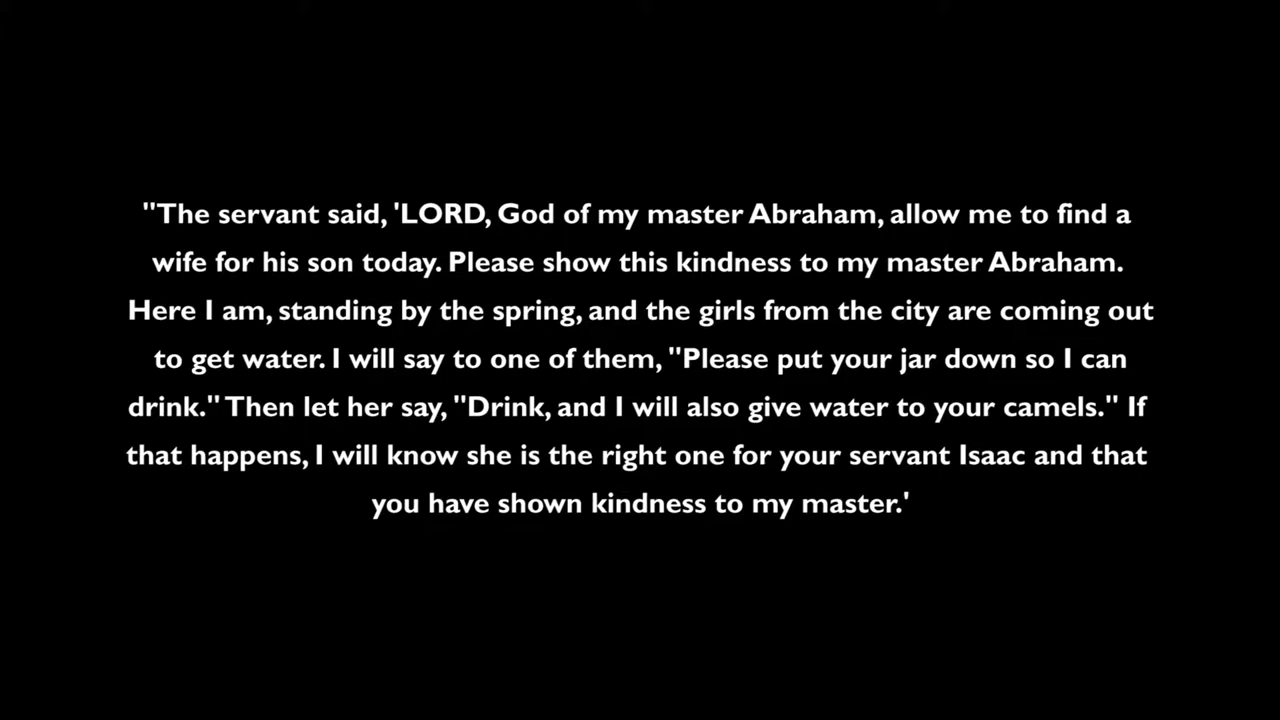 "The servant said, 'LORD, God of my master Abraham, allow me to find a
wife for his son today. Please show this kindness to my master Abraham.
Here I am, standing by the spring, and the girls from the city are coming out
to get water. I will say to one of them, "Please put your jar down so I can
drink." Then let her say, "Drink, and I will also give water to your camels." If
that happens, I will know she is the right one for your servant Isaac and that
you have shown kindness to my master.'